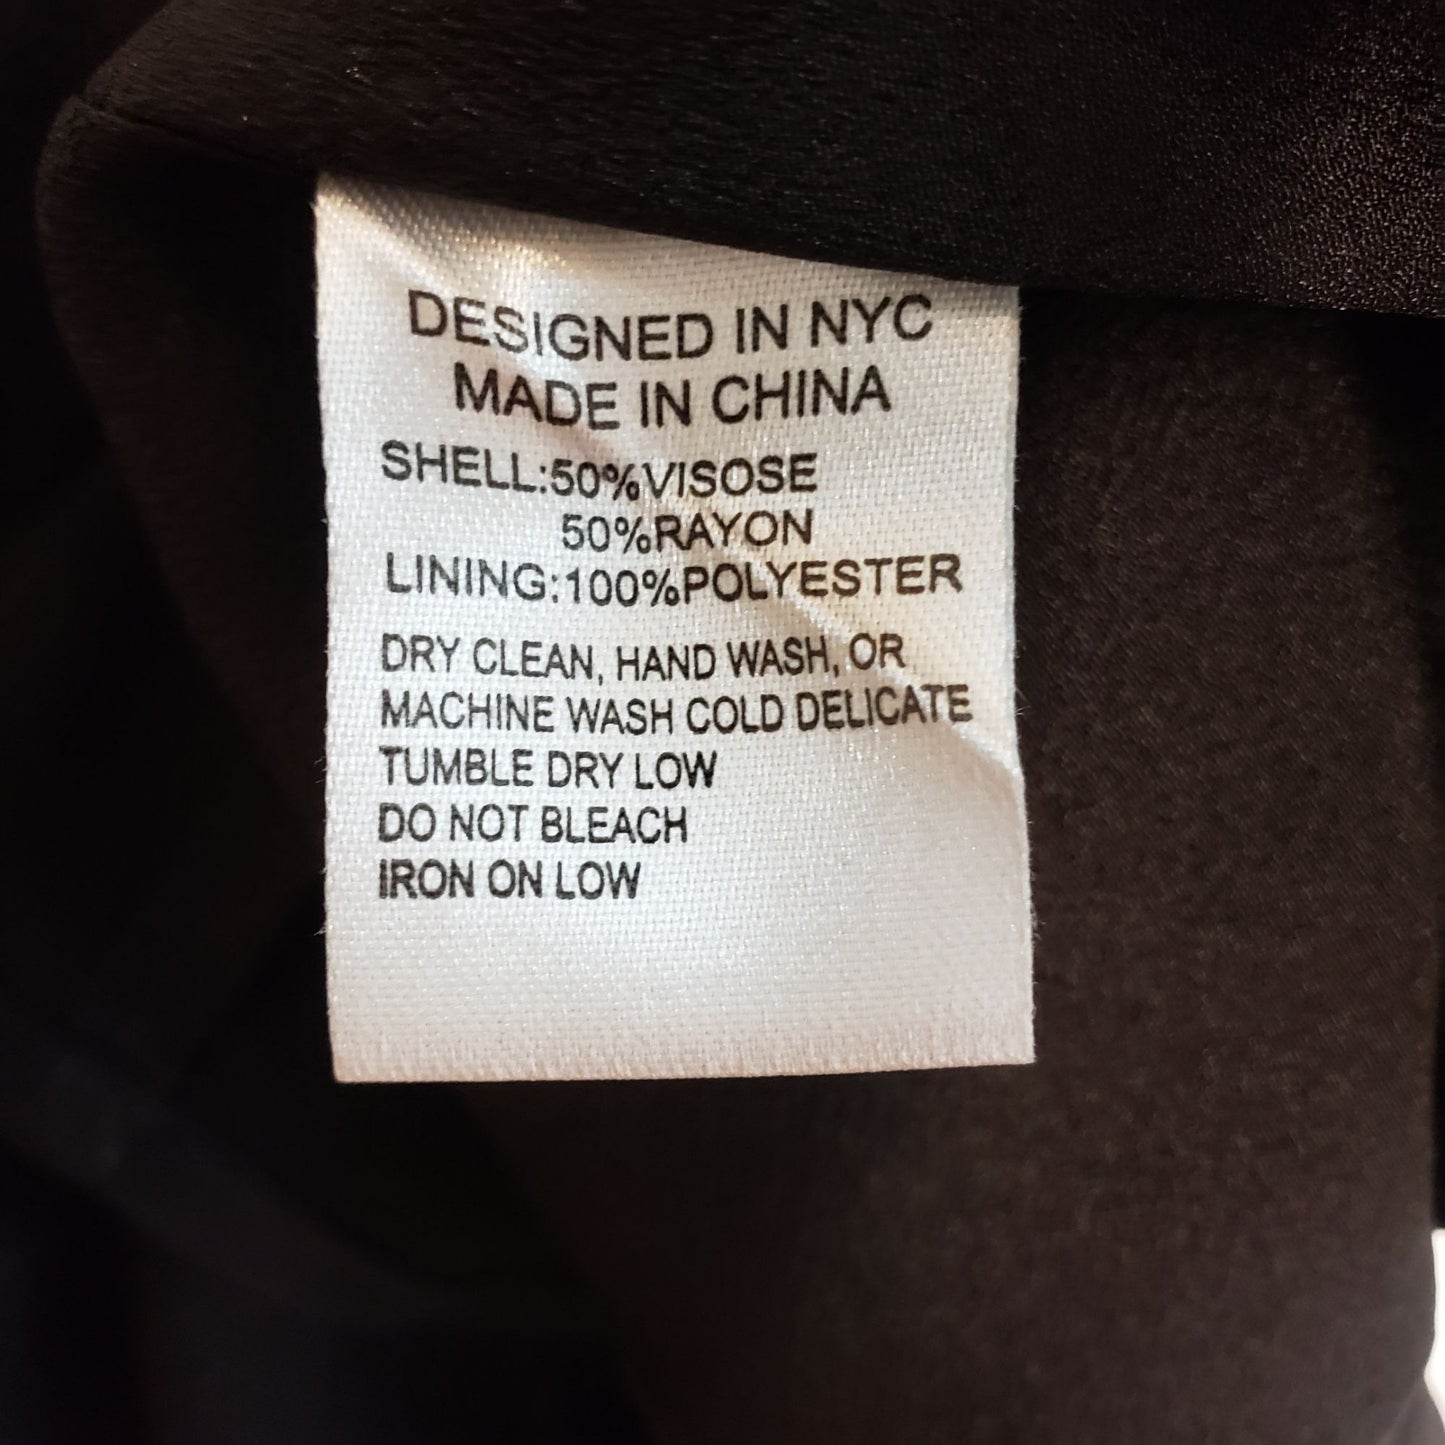 DESIGNED IN NYC
MADE IN CHINA
SHELL:50%VISOSE
50%RAYON
LINING:100%POLYESTER
DRY CLEAN, HAND WASH, OR
MACHINE WASH COLD DELICATE
TUMBLE DRY LOW
DO NOT BLEACH
IRON ON LOW